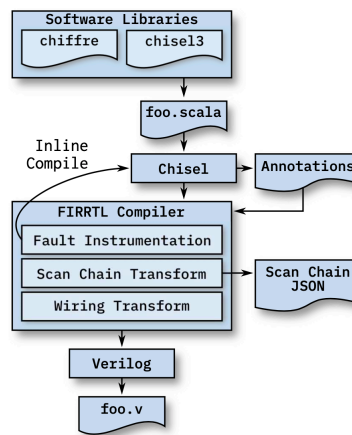 Software Libraries
chiffre
chisel3
foo.scala
Inline
Compile
Chisel
Annotations
FIRRTL Compiler
Fault Instrumentation
Scan Chain Transform
Scan Chain
JSON
Wiring Transform
Verilog
foo.v